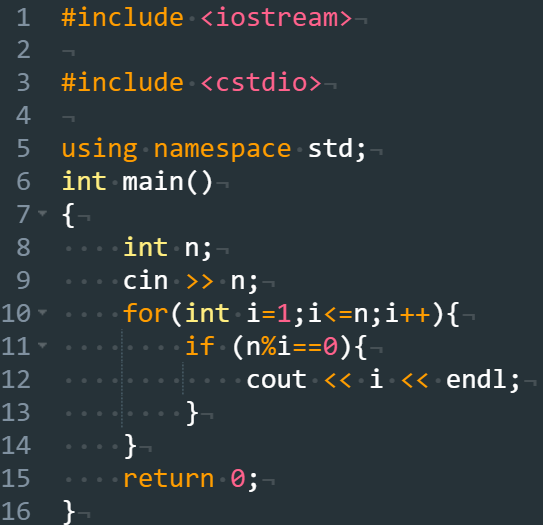 1 #include <iostream>¬
2 ¬
3 #include <cstdio>¬
4 ¬
5 using·namespace·std;¬
6 int·main()¬
7 {¬
8 ····int·n;¬
9 ····cin·>>·n;¬
10 ····for(int·i=1;i<=n;i++){¬
11 ········if·(n%i==0){¬
12 ············cout·<<·i·<<·endl;¬
13 ········}¬
14 ····}¬
15 ····return·0;¬
16 }¬